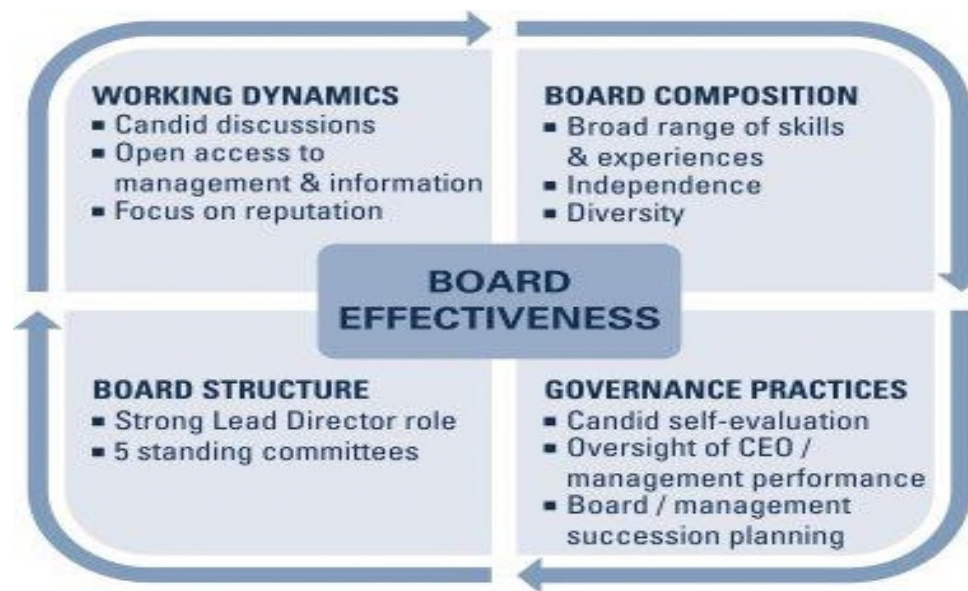 WORKING DYNAMICS
▪ Candid discussions
▪ Open access to
management & information
▪ Focus on reputation
BOARD COMPOSITION
▪ Broad range of skills
& experiences
▪ Independence
▪ Diversity
BOARD
EFFECTIVENESS
BOARD STRUCTURE
▪ Strong Lead Director role
▪ 5 standing committees
GOVERNANCE PRACTICES
▪ Candid self-evaluation
▪ Oversight of CEO /
management performance
▪ Board / management
succession planning